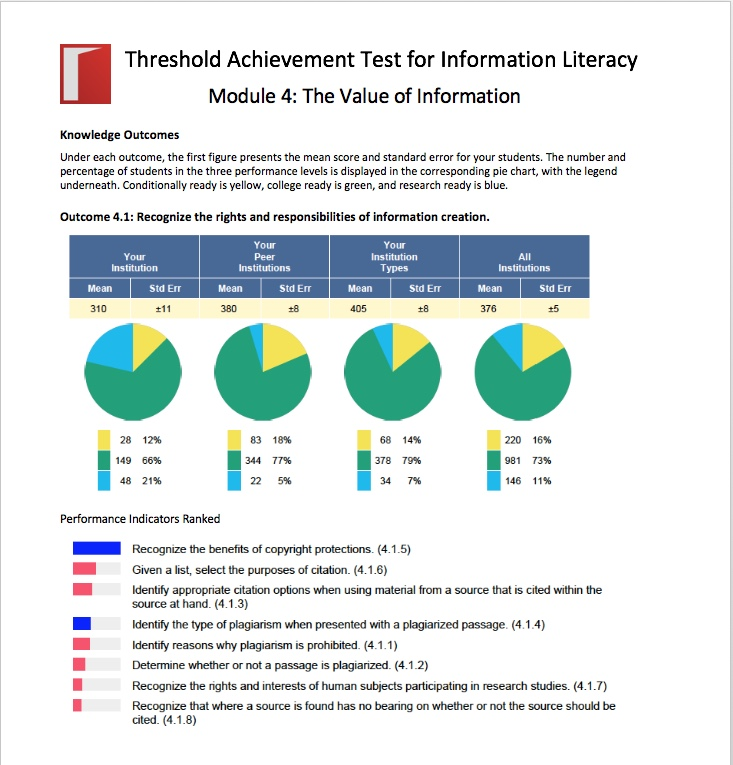 Threshold Achievement Test for Information Literacy
Module 4: The Value of Information
Knowledge Outcomes
Under each outcome, the first figure presents the mean score and standard error for your students. The number and
percentage of students in the three performance levels is displayed in the corresponding pie chart, with the legend
underneath. Conditionally ready is yellow, college ready is green, and research ready is blue.
Outcome 4.1: Recognize the rights and responsibilities of information creation.
Your Institution
Your Peer Institutions
Your Institution Types
All Institutions
Mean Std Err Mean Std Err Mean Std Err Mean Std Err
310 ±11 380 ±8 405 ±8 376 ±5
28 12% 83 18% 68 14% 220 16%
149 66% 344 77% 378 79% 981 73%
48 21% 22 5% 34 7% 146 11%
Performance Indicators Ranked
Recognize the benefits of copyright protections. (4.1.5)
Given a list, select the purposes of citation. (4.1.6)
Identify appropriate citation options when using material from a source that is cited within the
source at hand. (4.1.3)
Identify the type of plagiarism when presented with a plagiarized passage. (4.1.4)
Identify reasons why plagiarism is prohibited. (4.1.1)
Determine whether or not a passage is plagiarized. (4.1.2)
Recognize the rights and interests of human subjects participating in research studies. (4.1.7)
Recognize that where a source is found has no bearing on whether or not the source should be
cited. (4.1.8)